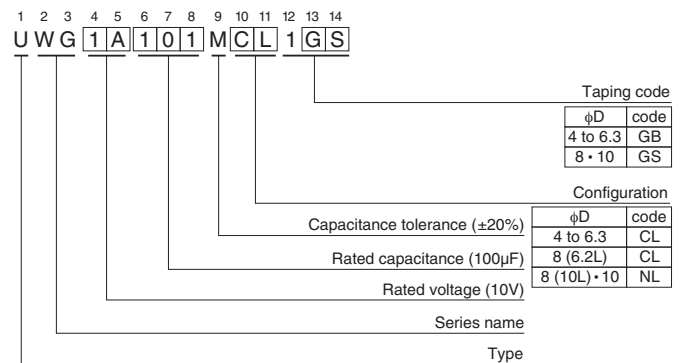 1 2 3 4 5 6 7 8 9 10 11 12 13 14
U W G 1 A 1 0 1 M C L 1 G S
Taping code
ϕD code
4 to 6.3 GB
8 • 10 GS
Configuration
ϕD code
4 to 6.3 CL
8 (6.2L) CL
8 (10L) • 10 NL
Capacitance tolerance (±20%)
Rated capacitance (100µF)
Rated voltage (10V)
Series name
Type